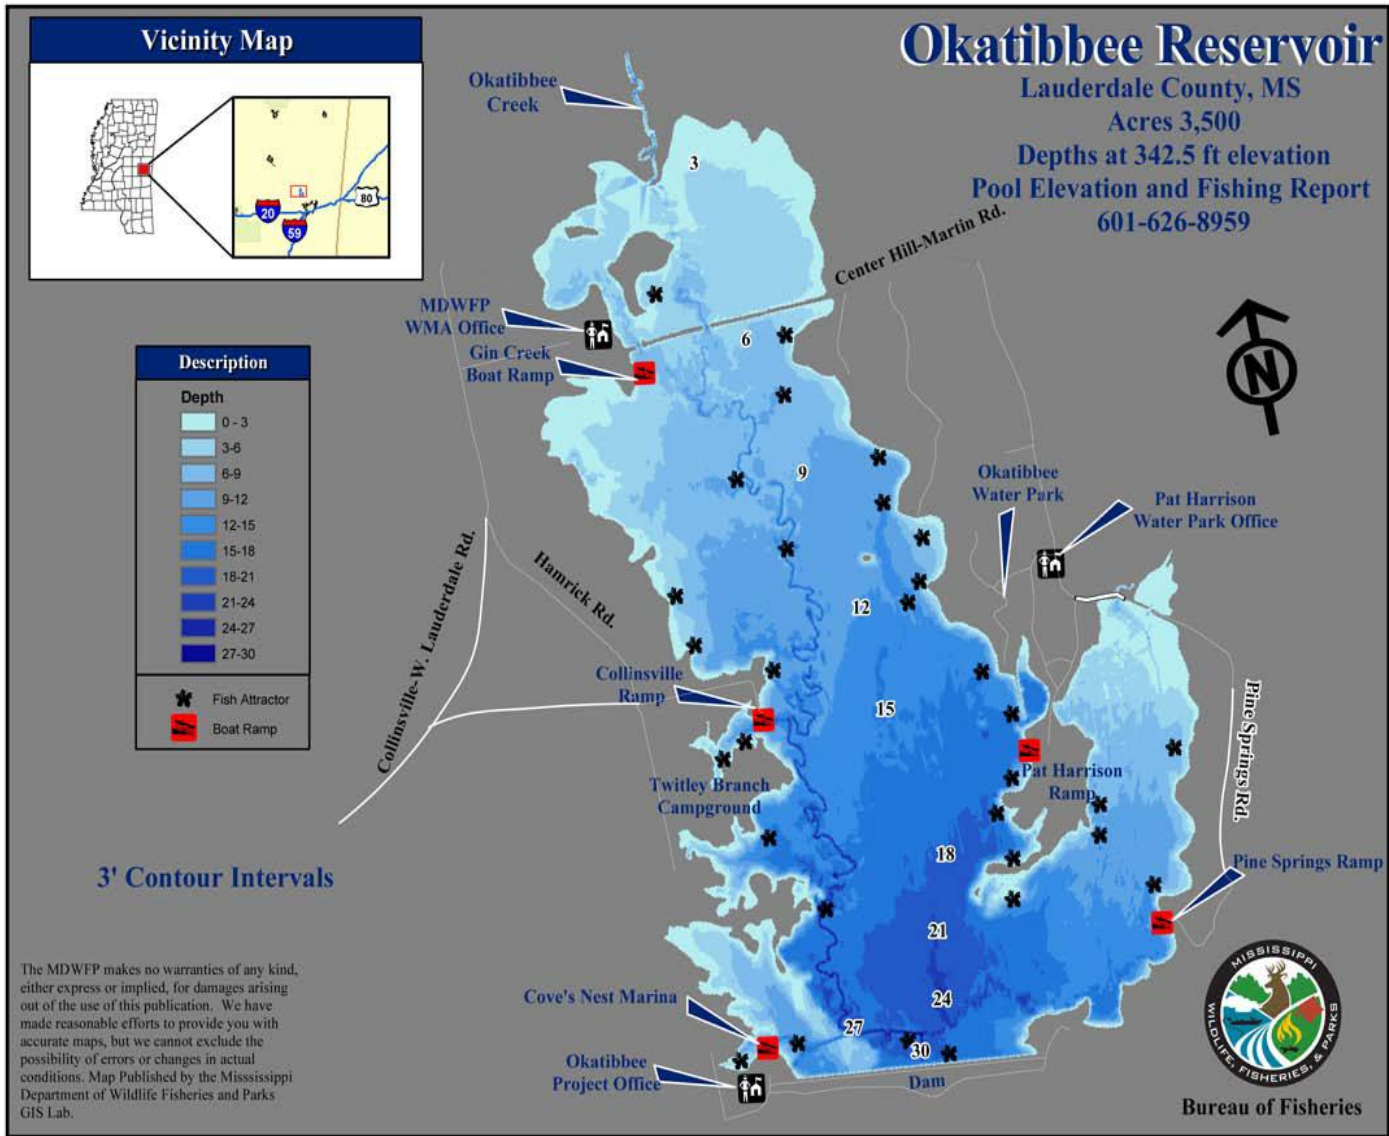 Vicinity Map
20
59
80
Okatibbee Reservoir
Lauderdale County, MS
Acres 3,500
Depths at 342.5 ft elevation
Pool Elevation and Fishing Report
601-626-8959
Okatibbee
Creek
3
Center Hill-Martin Rd.
MDWFP
WMA Office
Gin Creek
Boat Ramp
6
N
Description
Depth
0 - 3
3-6
6-9
9-12
12-15
15-18
18-21
21-24
24-27
27-30
Fish Attractor
Boat Ramp
9
Okatibbee
Water Park
Pat Harrison
Water Park Office
Collinsville-W. Lauderdale Rd.
Hamrick Rd.
12
Collinsville
Ramp
15
Pine Springs Rd.
Twitley Branch
Campground
Pat Harrison
Ramp
18
Pine Springs Ramp
3' Contour Intervals
21
24
Cove's Nest Marina
27
30
Okatibbee
Project Office
Dam
The MDWFP makes no warranties of any kind,
either express or implied, for damages arising
out of the use of this publication. We have
made reasonable efforts to provide you with
accurate maps, but we cannot exclude the
possibility of errors or changes in actual
conditions. Map Published by the Misssissippi
Department of Wildlife Fisheries and Parks
GIS Lab.
MISSISSIPPI
WILDLIFE, FISHERIES, & PARKS
Bureau of Fisheries